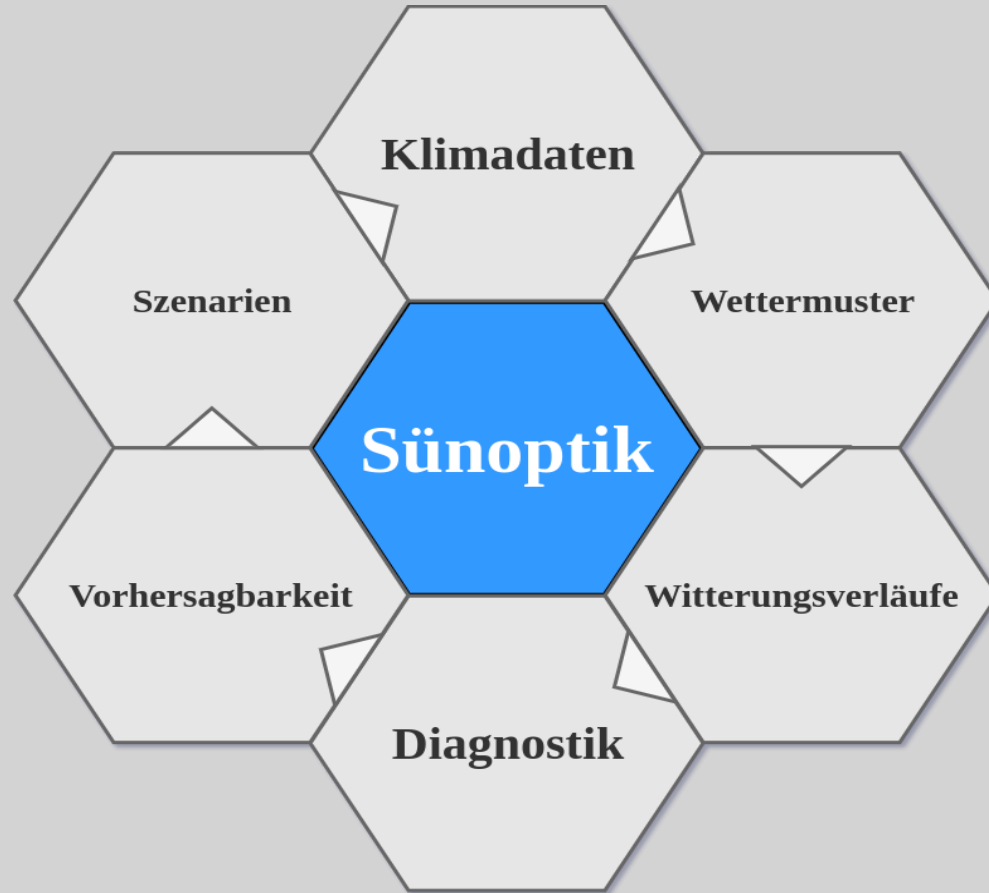 Klimadaten
Szenarien
Wettermuster
Sünoptik
Vorhersagbarkeit
Witterungsverläufe
Diagnostik